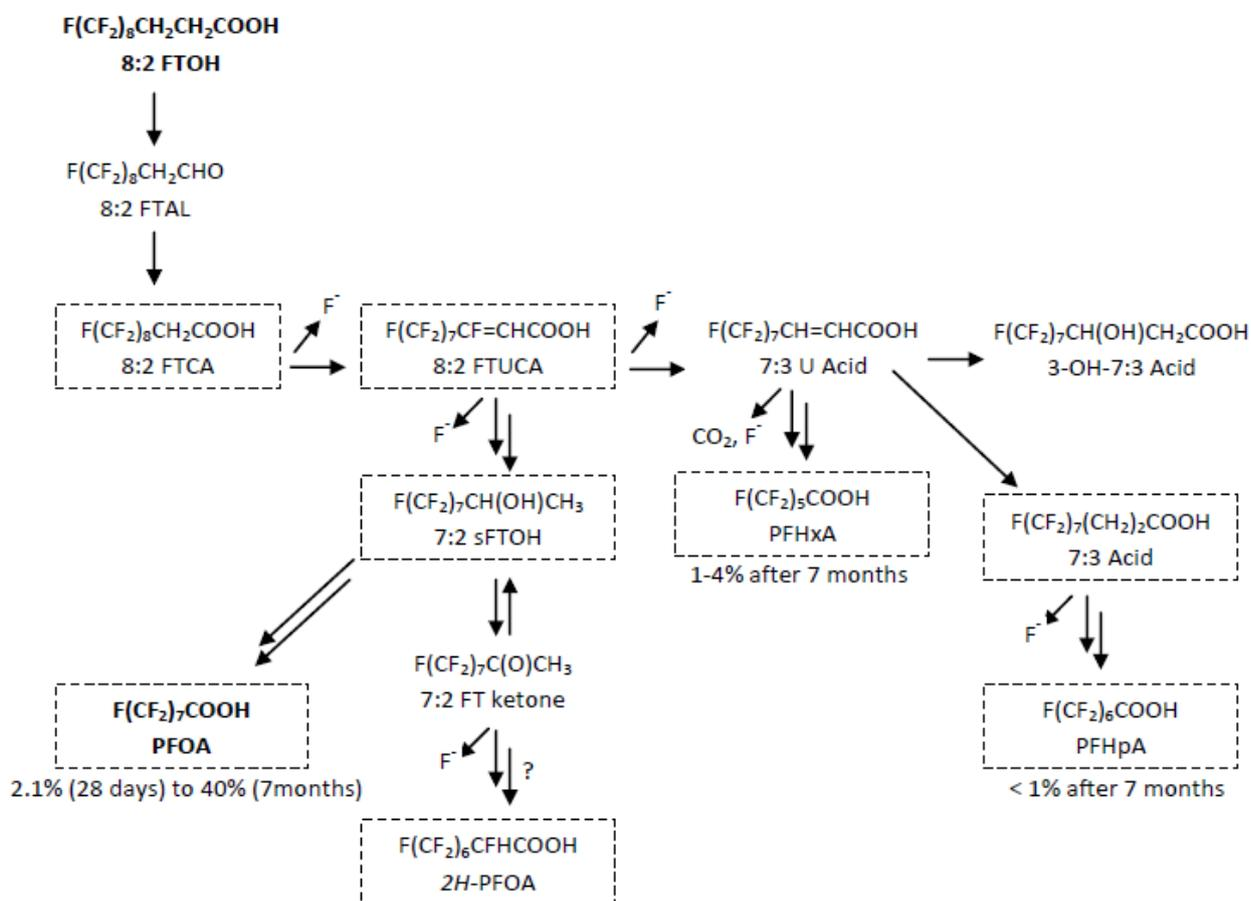 F(CF₂)₈CH₂CH₂COOH
8:2 FTOH
F(CF₂)₈CH₂CHO
8:2 FTAL
F(CF₂)₈CH₂COOH
8:2 FTCA
F⁻
F(CF₂)₇CF=CHCOOH
8:2 FTUCA
F⁻
F(CF₂)₇CH=CHCOOH
7:3 U Acid
F(CF₂)₇CH(OH)CH₂COOH
3-OH-7:3 Acid
F⁻
F(CF₂)₇CH(OH)CH₃
7:2 sFTOH
CO₂, F⁻
F(CF₂)₅COOH
PFHxA
1-4% after 7 months
F(CF₂)₇(CH₂)₂COOH
7:3 Acid
F⁻
F(CF₂)₆COOH
PFHpA
< 1% after 7 months
F(CF₂)₇COOH
PFOA
2.1% (28 days) to 40% (7months)
F(CF₂)₇C(O)CH₃
7:2 FT ketone
F⁻
?
F(CF₂)₆CFHCOOH
2H-PFOA